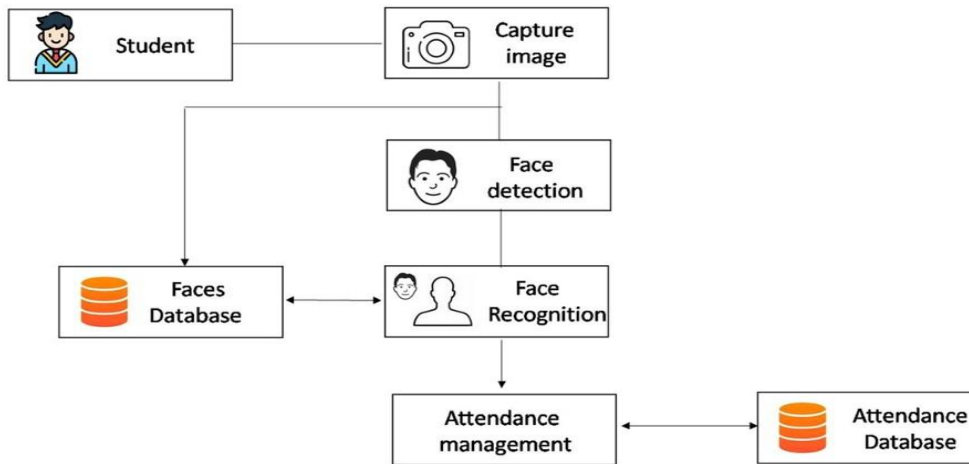 Student
Capture
image
Face
detection
Faces
Database
Face
Recognition
Attendance
management
Attendance
Database